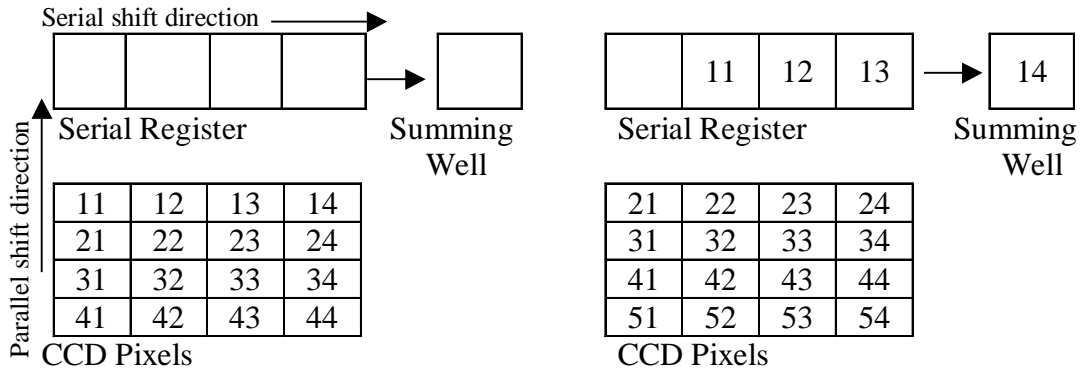 Serial shift direction
11 12 13 14
Serial Register Summing Well
Serial Register Summing Well
Parallel shift direction
11 12 13 14
21 22 23 24
31 32 33 34
41 42 43 44
CCD Pixels
21 22 23 24
31 32 33 34
41 42 43 44
51 52 53 54
CCD Pixels